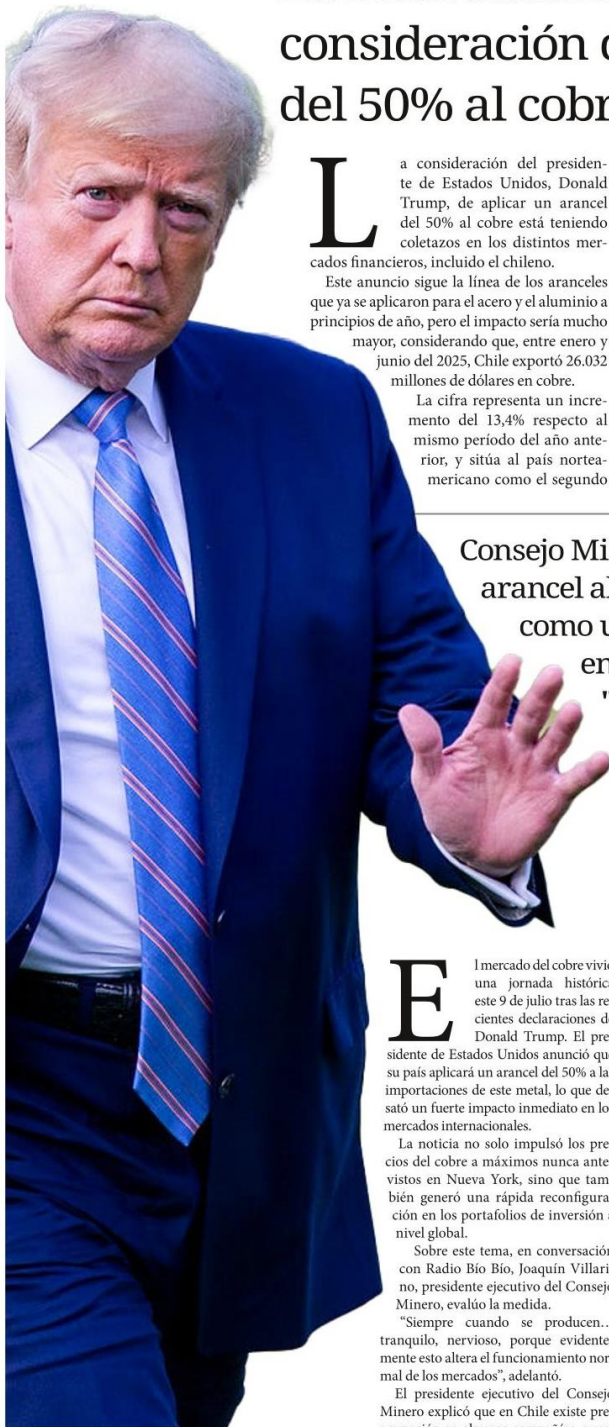 consideración
del 50% al
La consideración del presiden-
te de Estados Unidos, Donald
Trump, de aplicar un arancel
del 50% al cobre está teniendo
coletazos en los distintos mer-
cados financieros, incluido el chileno.
Este anuncio sigue la línea de los aranceles
que ya se aplicaron para el acero y el aluminio a
principios de año, pero el impacto sería mucho
mayor, considerando que, entre enero y
junio del 2025, Chile exportó 26.032
millones de dólares en cobre.
La cifra representa un incre-
mento del 13,4% respecto al
mismo período del año ante-
rior, y sitúa al país nortea-
mericano como el segundo
Consejo
arancel
como
El mercado del cobre
una jornada
este 9 de julio tras las re-
cientes declaraciones
Donald Trump. El pre-
sidente de Estados Unidos anunció
su país aplicará un arancel del 50% a
importaciones de este metal, lo que
sató un fuerte impacto inmediato en
mercados internacionales.
La noticia no solo impulsó los pre-
cios del cobre a máximos nunca
vistos en Nueva York, sino que tam-
bién generó una rápida
ción en los portafolios de inversión
nivel global.
Sobre este tema, en conversación
con Radio Bío Bío, Joaquín Villari-
no, presidente ejecutivo del Consejo
Minero, evalúo la medida.
“Siempre cuando se producen…
tranquilo, nervioso, porque evidente-
mente esto altera el funcionamiento nor-
mal de los mercados”, adelantó.
El presidente ejecutivo del Consejo
Minero explicó que en Chile existe